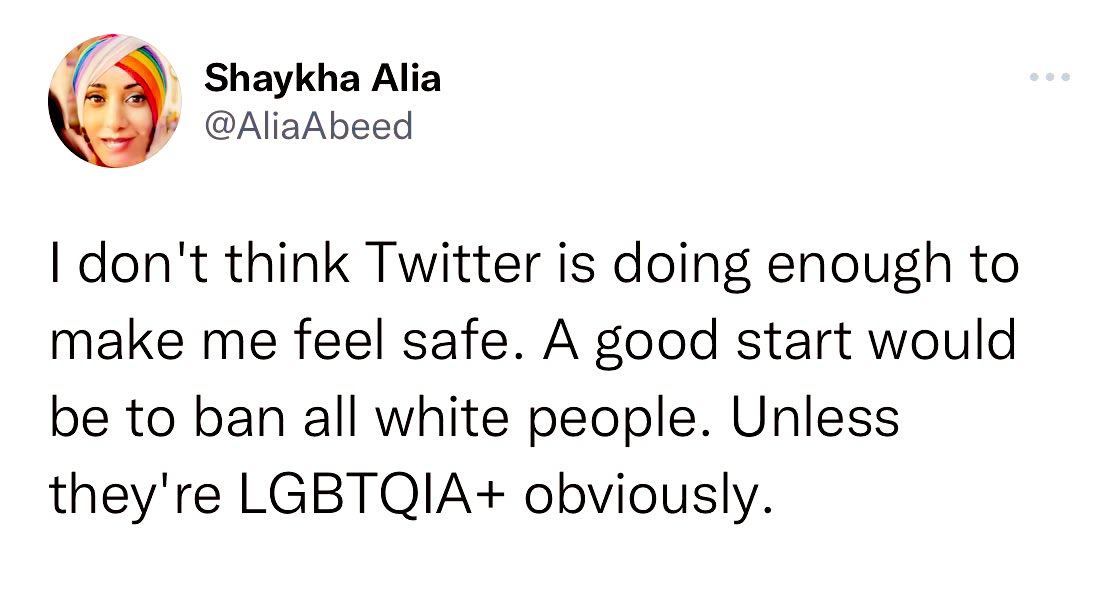 Shaykha Alia
@AliaAbeed
I don't think Twitter is doing enough to
make me feel safe. A good start would
be to ban all white people. Unless
they're LGBTQIA+ obviously.